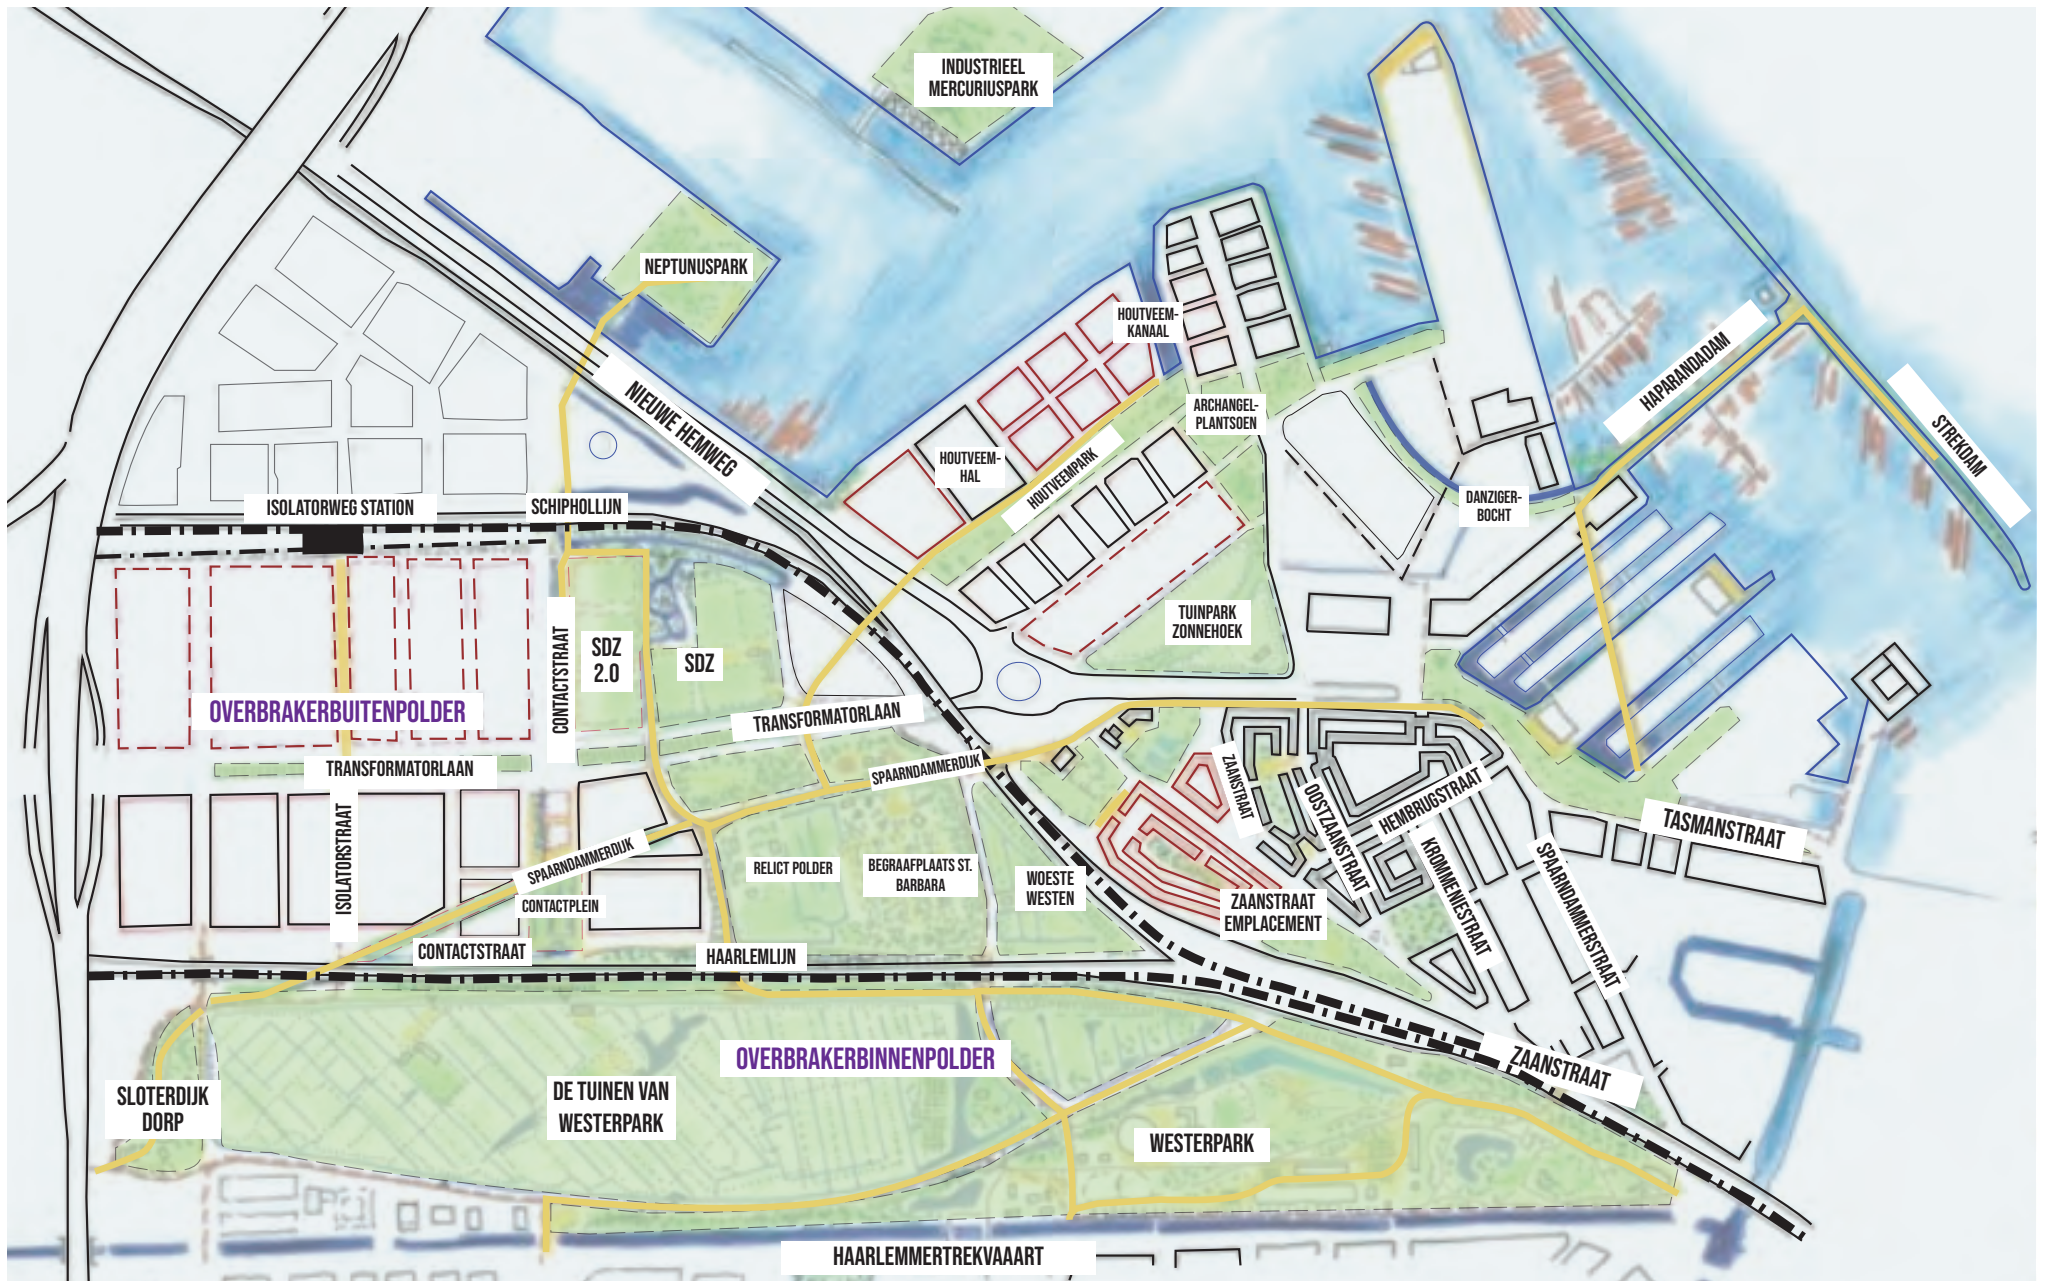 INDUSTRIEEL
MERCURIUSPARK
NEPTUNUSPARK
HOUTVEEM-
KANAAL
NIEUWE HEMWEG
HAPARANDADAM
STREKDAM
ARCHANGEL-
PLANTSOEN
HOUTVEEM-
HAL
HOUTVEEMPARK
DANZIGER-
BOCHT
ISOLATORWEG STATION
SCHIPHOLLIJN
TUINPARK
ZONNEHOEK
CONTACTSTRAAT
SDZ
2.0
SDZ
OVERBRAKERBUITENPOLDER
TRANSFORMATORLAAN
TRANSFORMATORLAAN
SPAARNDAMMERDIJK
ZAANSTRAAT
OOSTZAANSTRAAT
HEMBRUGSTRAAT
KROMMENIESTRAAT
SPAARNDAMMERSTRAAT
TASMANSTRAAT
ISOLATORSTRAAT
SPAARNDAMMERDIJK
RELICT POLDER
BEGRAAFPLAATS ST.
BARBARA
WOESTE
WESTEN
ZAANSTRAAT
EMPLACEMENT
CONTACTPLEIN
CONTACTSTRAAT
HAARLEMLIJN
OVERBRAKERBINNENPOLDER
ZAANSTRAAT
SLOTERDIJK
DORP
DE TUINEN VAN
WESTERPARK
WESTERPARK
HAARLEMMERTREKVAAART